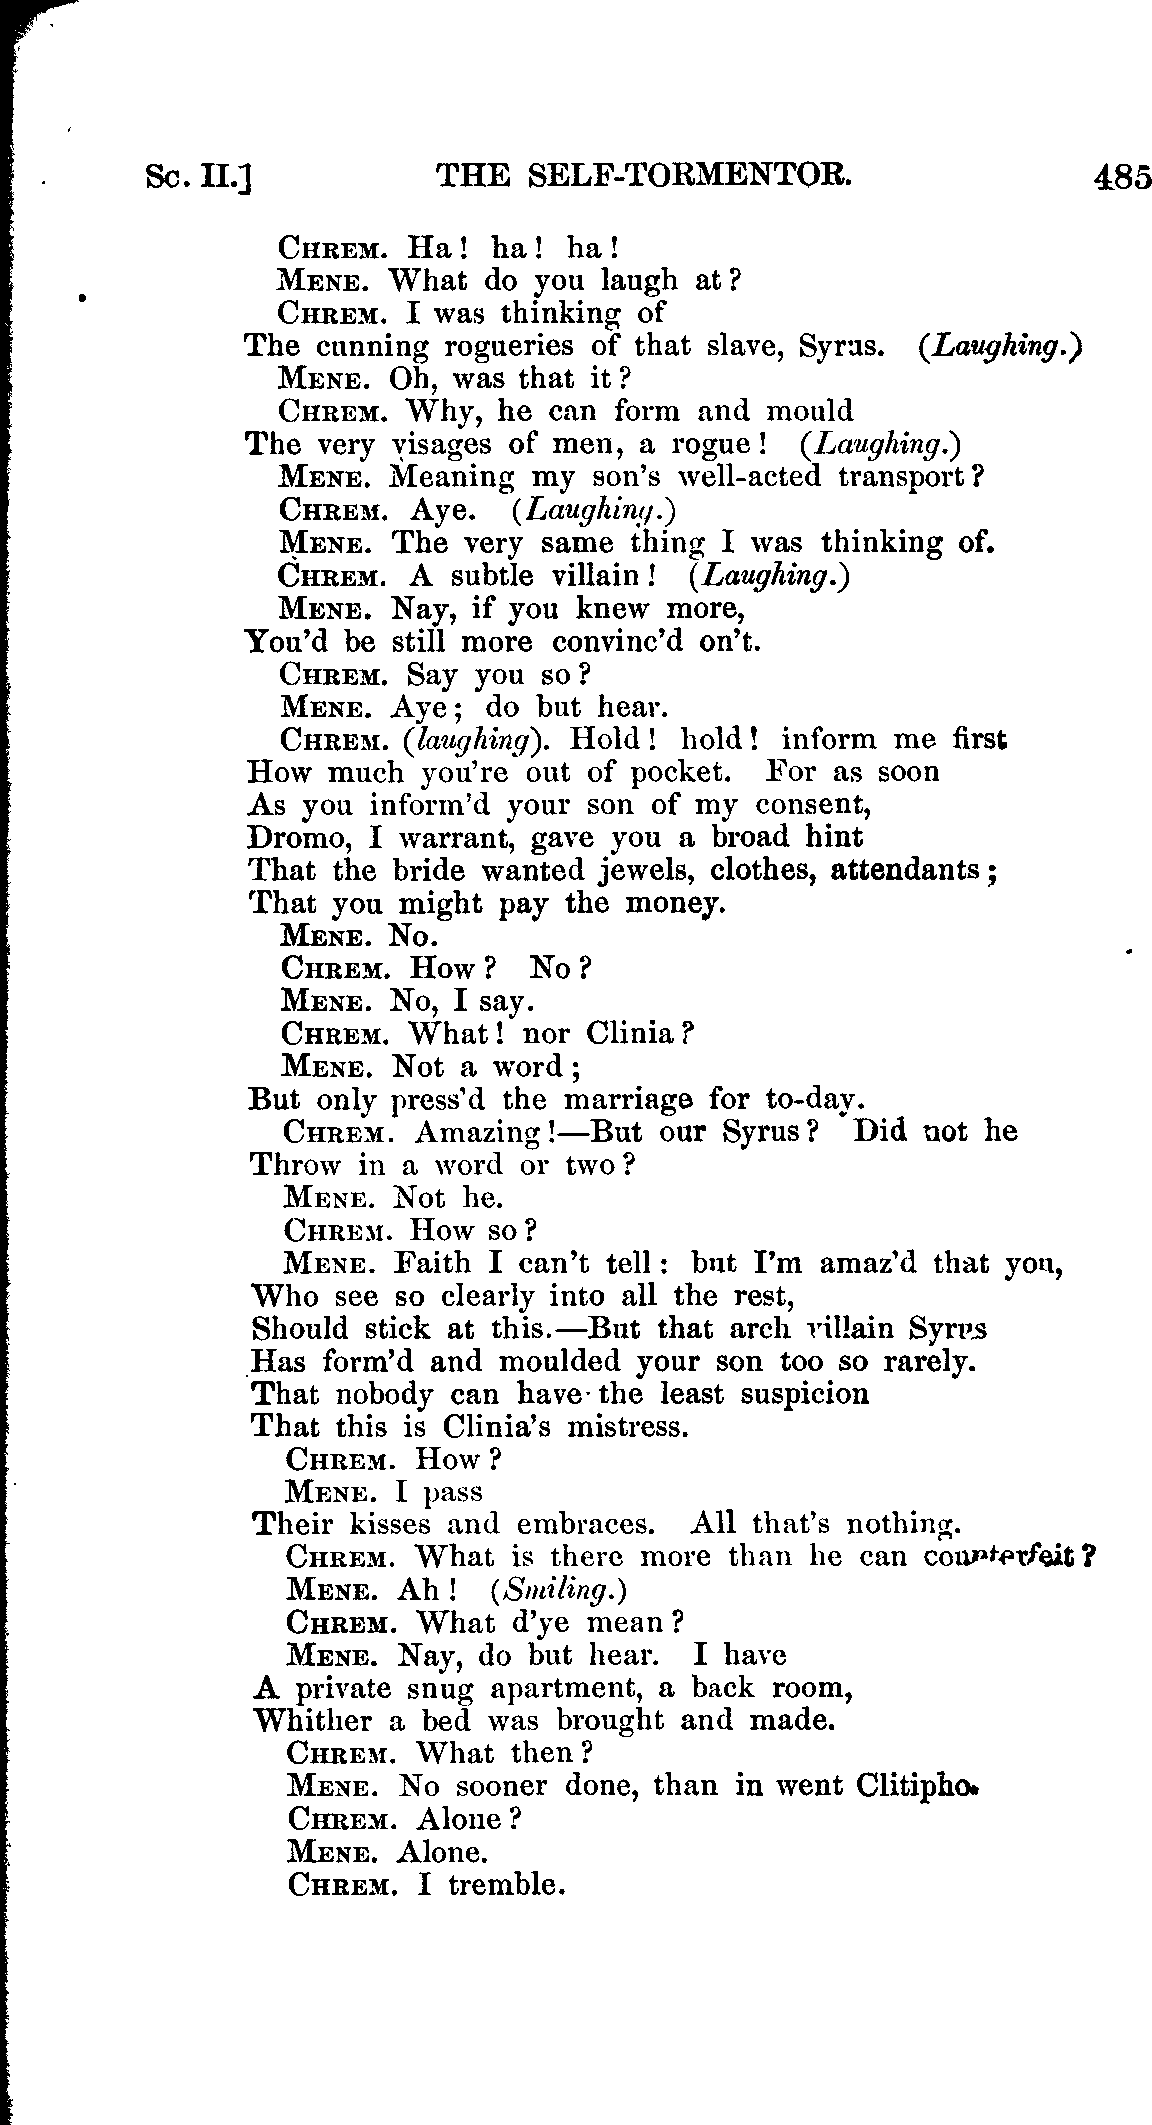 Sc. II.] THE SELF-TORMENTOR. 485
CHREM. Ha! ha! ha!
MENE. What do you laugh at?
CHREM. I was thinking of
The cunning rogueries of that slave, Syrus. (Laughing.)
MENE. Oh, was that it?
CHREM. Why, he can form and mould
The very visages of men, a rogue! (Laughing.)
MENE. Meaning my son's well-acted transport?
CHREM. Aye. (Laughing.)
MENE. The very same thing I was thinking of.
CHREM. A subtle villain! (Laughing.)
MENE. Nay, if you knew more,
You'd be still more convinc'd on't.
CHREM. Say you so?
MENE. Aye; do but hear.
CHREM. (laughing). Hold! hold! inform me first
How much you're out of pocket. For as soon
As you inform'd your son of my consent,
Dromo, I warrant, gave you a broad hint
That the bride wanted jewels, clothes, attendants;
That you might pay the money.
MENE. No.
CHREM. How? No?
MENE. No, I say.
CHREM. What! nor Clinia?
MENE. Not a word;
But only press'd the marriage for to-day.
CHREM. Amazing!—But our Syrus? Did not he
Throw in a word or two?
MENE. Not he.
CHREM. How so?
MENE. Faith I can't tell: but I'm amaz'd that you,
Who see so clearly into all the rest,
Should stick at this.—But that arch villain Syrus
Has form'd and moulded your son too so rarely.
That nobody can have the least suspicion
That this is Clinia's mistress.
CHREM. How?
MENE. I pass
Their kisses and embraces. All that's nothing.
CHREM. What is there more than he can counterfeit?
MENE. Ah! (Smiling.)
CHREM. What d'ye mean?
MENE. Nay, do but hear. I have
A private snug apartment, a back room,
Whither a bed was brought and made.
CHREM. What then?
MENE. No sooner done, than in went Clitipho.
CHREM. Alone?
MENE. Alone.
CHREM. I tremble.